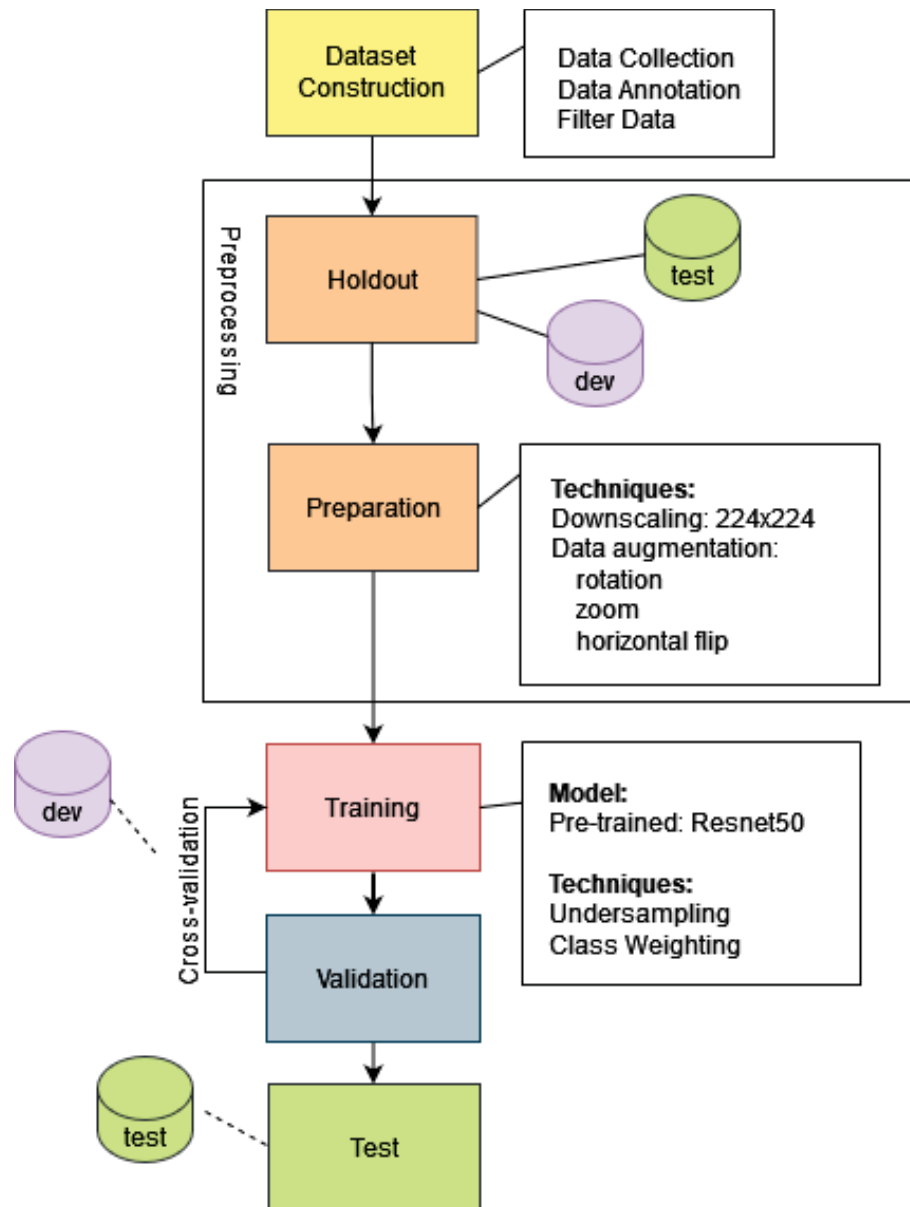 Dataset
Construction
Data Collection
Data Annotation
Filter Data
Preprocessing
Holdout
test
dev
Preparation
Techniques:
Downscaling: 224x224
Data augmentation:
rotation
zoom
horizontal flip
dev
Cross-validation
Training
Model:
Pre-trained: Resnet50
Techniques:
Undersampling
Class Weighting
Validation
test
Test